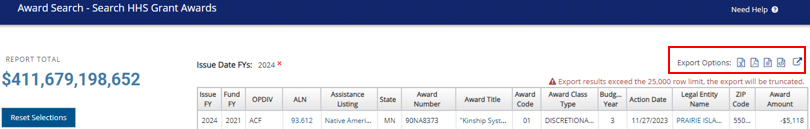 Award Search - Search HHS Grant Awards
Need Help ?
REPORT TOTAL
$411,679,198,652
Reset Selections
Issue Date FYs: 2024 ×
Export Options:
Export results exceed the 25,000 row limit, the export will be truncated.
Issue FY Fund FY OPDIV ALN Assistance Listing State Award Number Award Title Award Code Award Class Type Budg... Year Action Date Legal Entity Name ZIP Code Award Amount
2024 2021 ACF 93.612 Native Ameri... MN 90NA8373 "Kinship Syst... 01 DISCRETIONA... 3 11/27/2023 PRAIRIE ISLA... 550... -$5,118